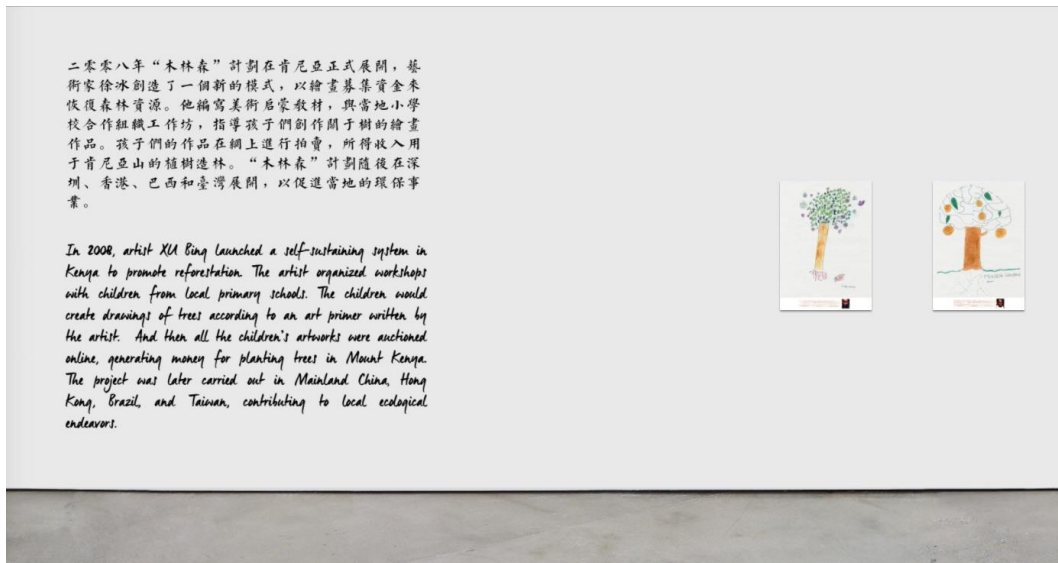 二零零八年“木林森”計劃在肯尼亞正式展開，藝
術家徐冰創造了一個新的模式，以繪畫募集資金來
恢復森林資源。他編寫美術启蒙教材，與當地小學
校合作組織工作坊，指導孩子們創作關于樹的繪畫
作品。孩子們的作品在網上進行拍賣，所得收入用
于肯尼亞山的植樹造林。“木林森”計劃隨後在深
圳、香港、巴西和臺灣展開，以促進當地的環保事
業。
In 2008, artist XU Bing launched a self-sustaining system in
Kenya to promote reforestation. The artist organized workshops
with children from local primary schools. The children would
create drawings of trees according to an art primer written by
the artist. And then all the children's artworks were auctioned
online, generating money for planting trees in Mount Kenya.
The project was later carried out in Mainland China, Hong
Kong, Brazil, and Taiwan, contributing to local ecological
endeavors.